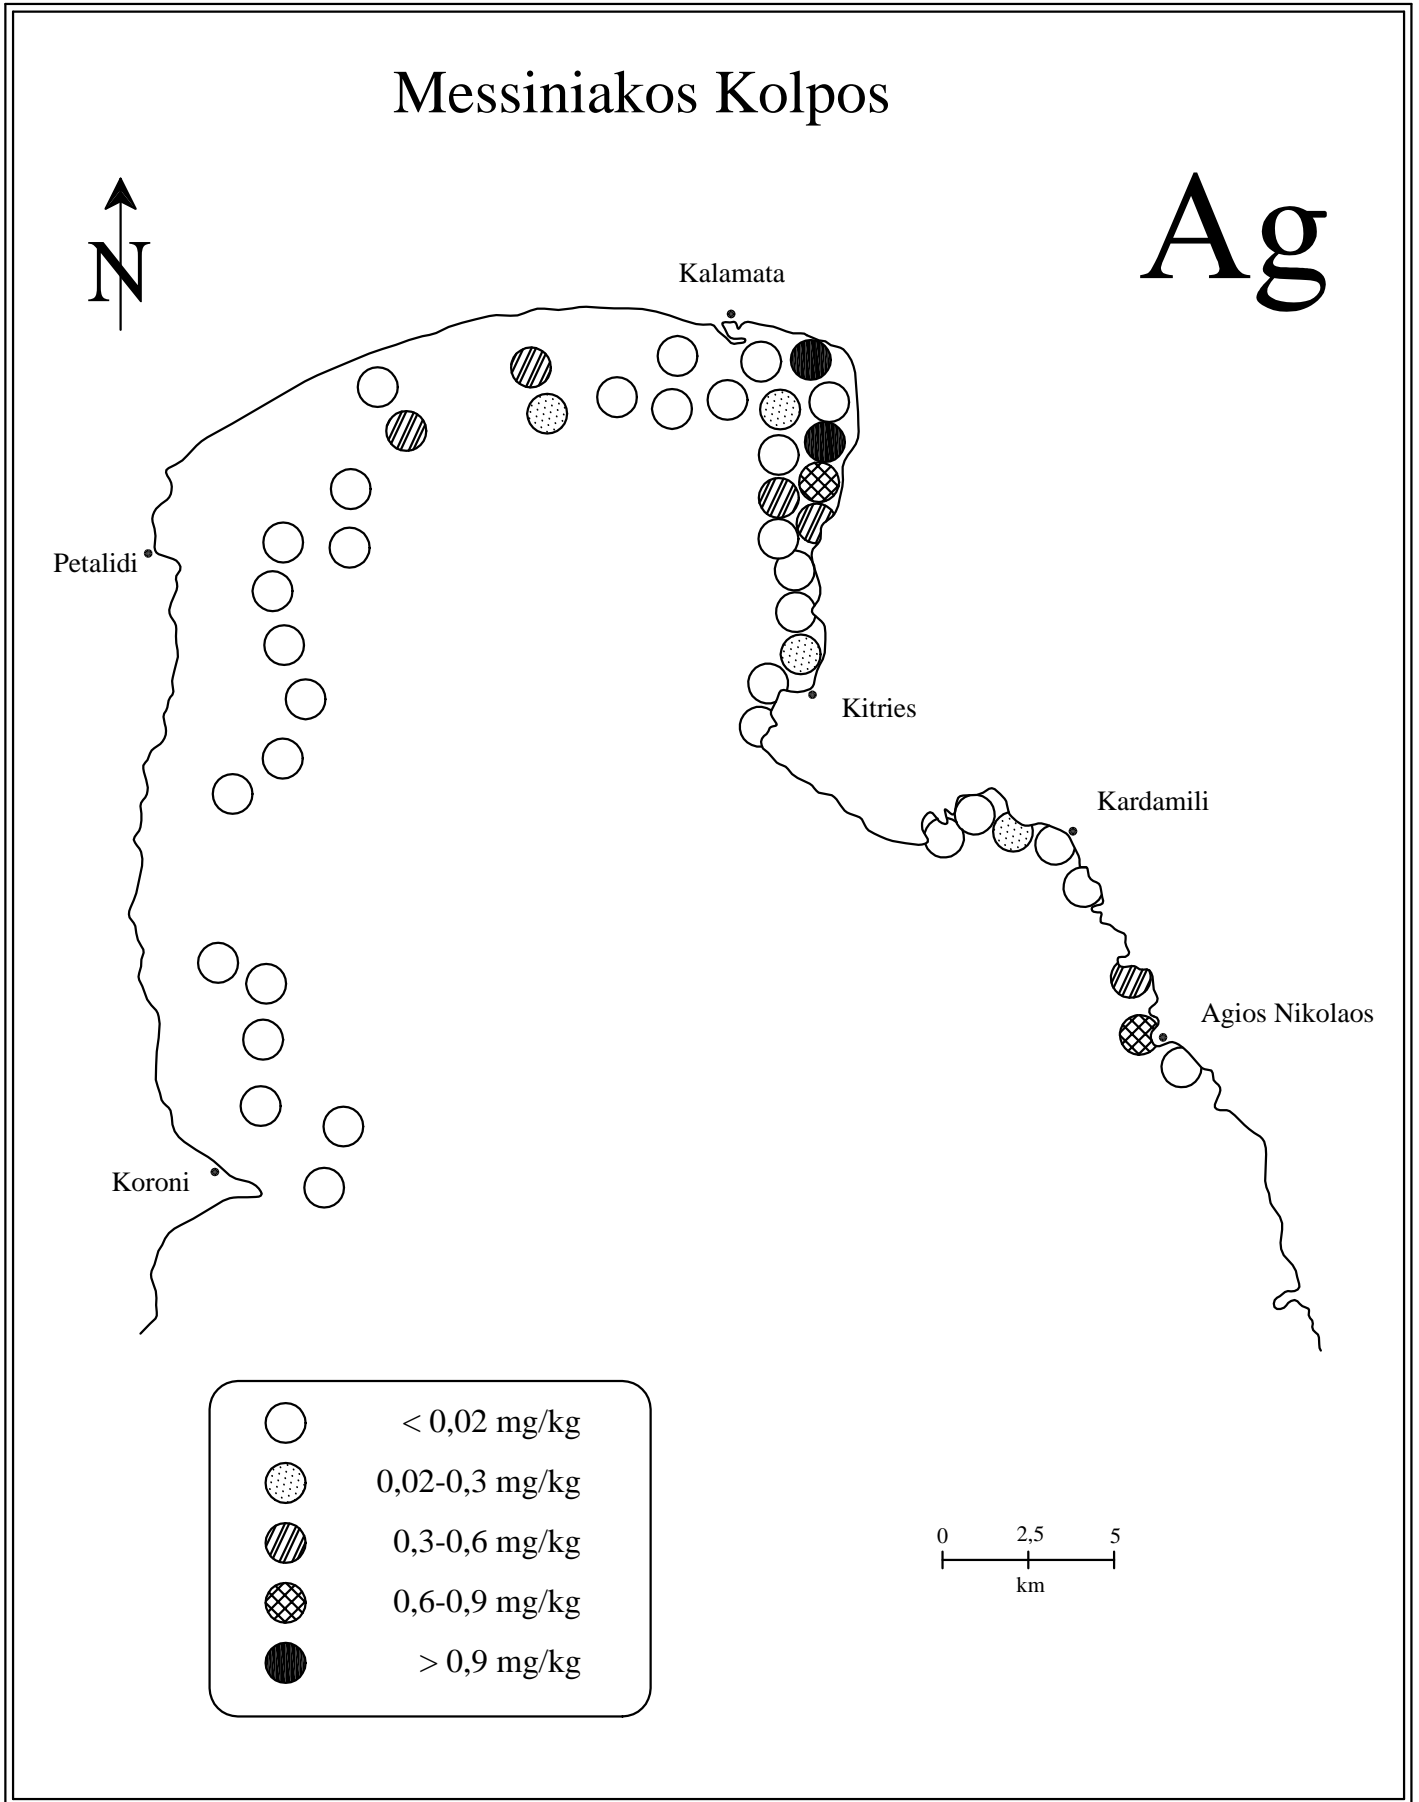 Messiniakos Kolpos
Ag
N
Kalamata
Petalidi
Kitries
Kardamili
Agios Nikolaos
Koroni
< 0,02 mg/kg
0,02-0,3 mg/kg
0,3-0,6 mg/kg
0,6-0,9 mg/kg
> 0,9 mg/kg
0 2,5 5
km